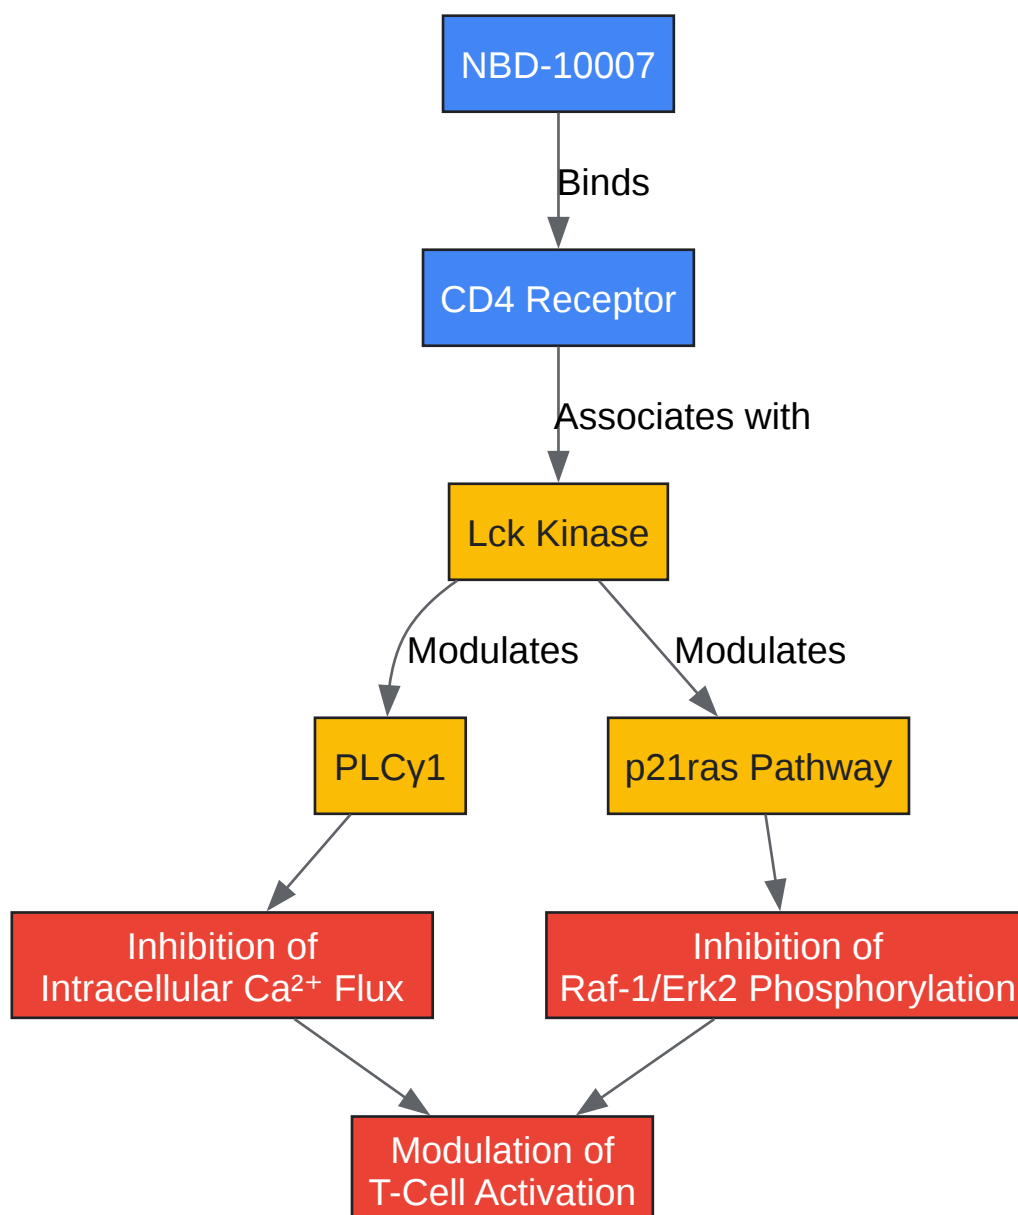 NBD-10007
Binds
CD4 Receptor
Associates with
Lck Kinase
Modulates
Modulates
PLCγ1
p21ras Pathway
Inhibition of
Intracellular Ca²⁺ Flux
Inhibition of
Raf-1/Erk2 Phosphorylation
Modulation of
T-Cell Activation